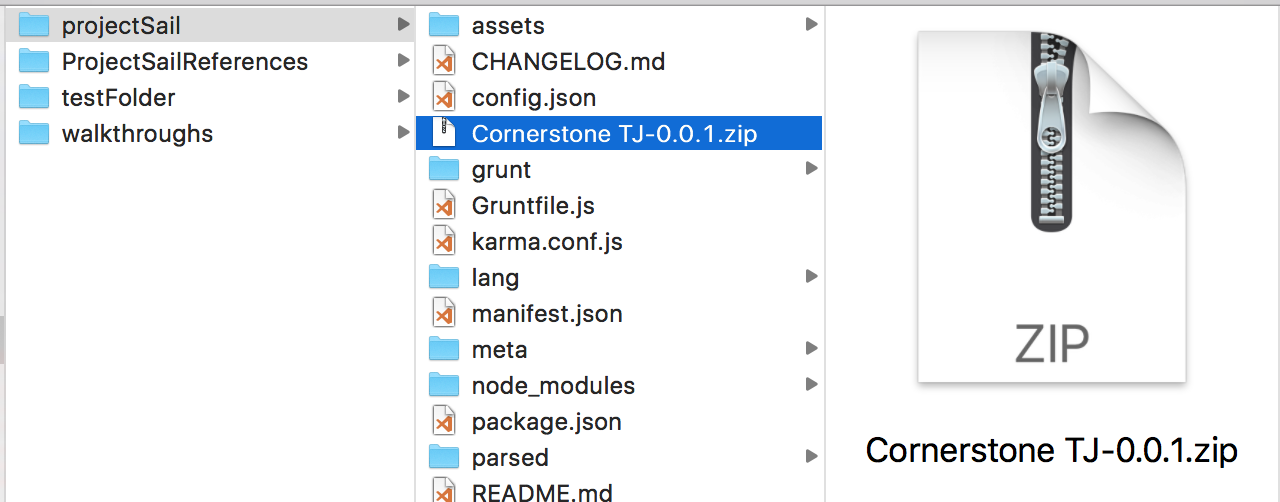 projectSail
ProjectSailReferences
testFolder
walkthroughs
assets
CHANGELOG.md
config.json
Cornerstone TJ-0.0.1.zip
grunt
Gruntfile.js
karma.conf.js
lang
manifest.json
meta
node_modules
package.json
parsed
README.md
ZIP
Cornerstone TJ-0.0.1.zip